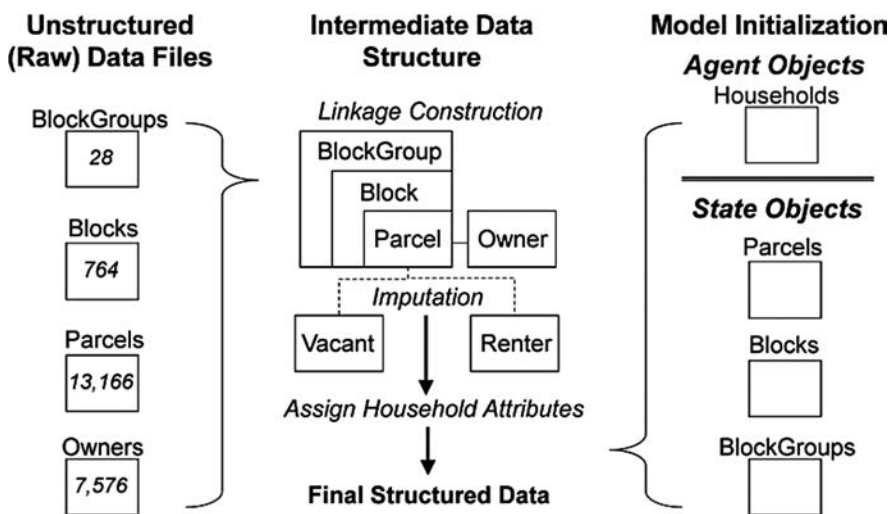 Unstructured
(Raw) Data Files
BlockGroups
28
Blocks
764
Parcels
13,166
Owners
7,576
Intermediate Data
Structure
Linkage Construction
BlockGroup
Block
Parcel
Owner
Imputation
Vacant
Renter
Assign Household Attributes
Final Structured Data
Model Initialization
Agent Objects
Households
State Objects
Parcels
Blocks
BlockGroups